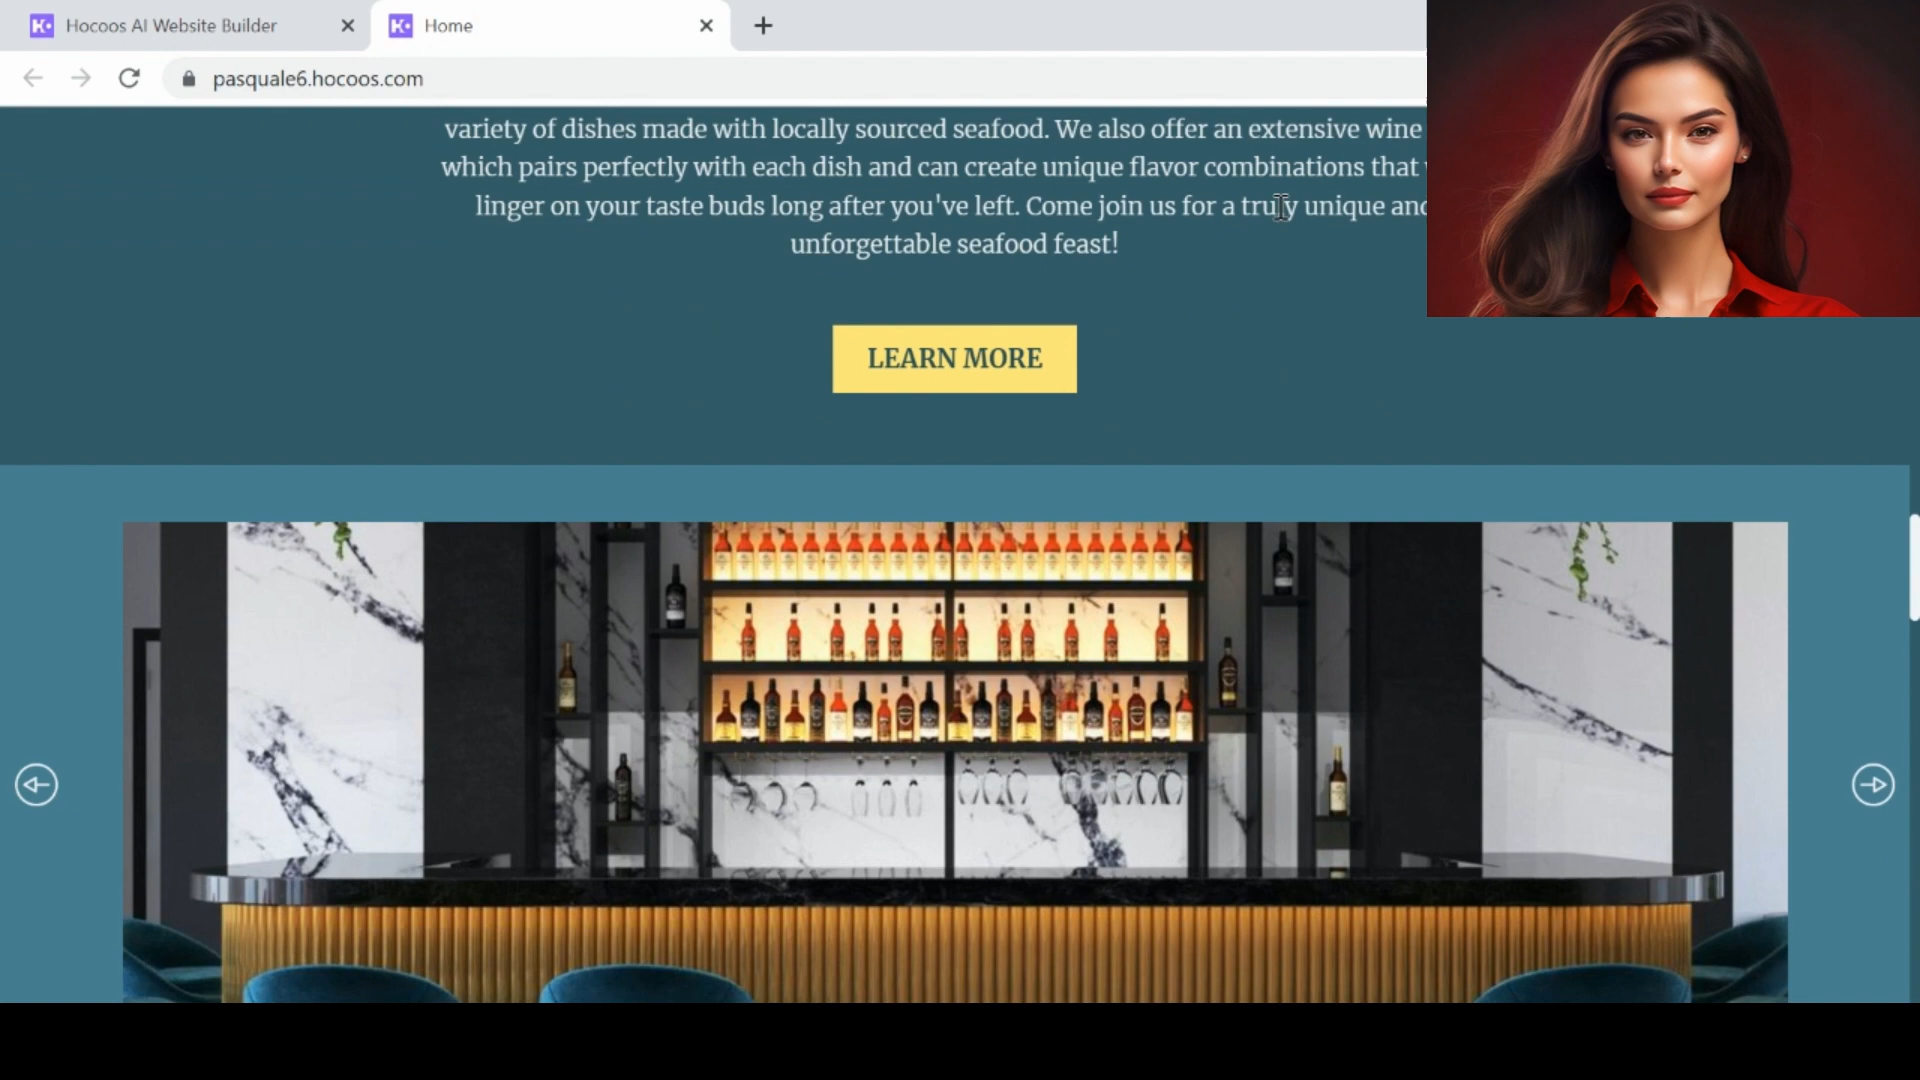 Hocoos AI Website Builder
Home
pasquale6.hocoos.com
variety of dishes made with locally sourced seafood. We also offer an extensive wine
which pairs perfectly with each dish and can create unique flavor combinations that
linger on your taste buds long after you've left. Come join us for a truly unique and
unforgettable seafood feast!
LEARN MORE